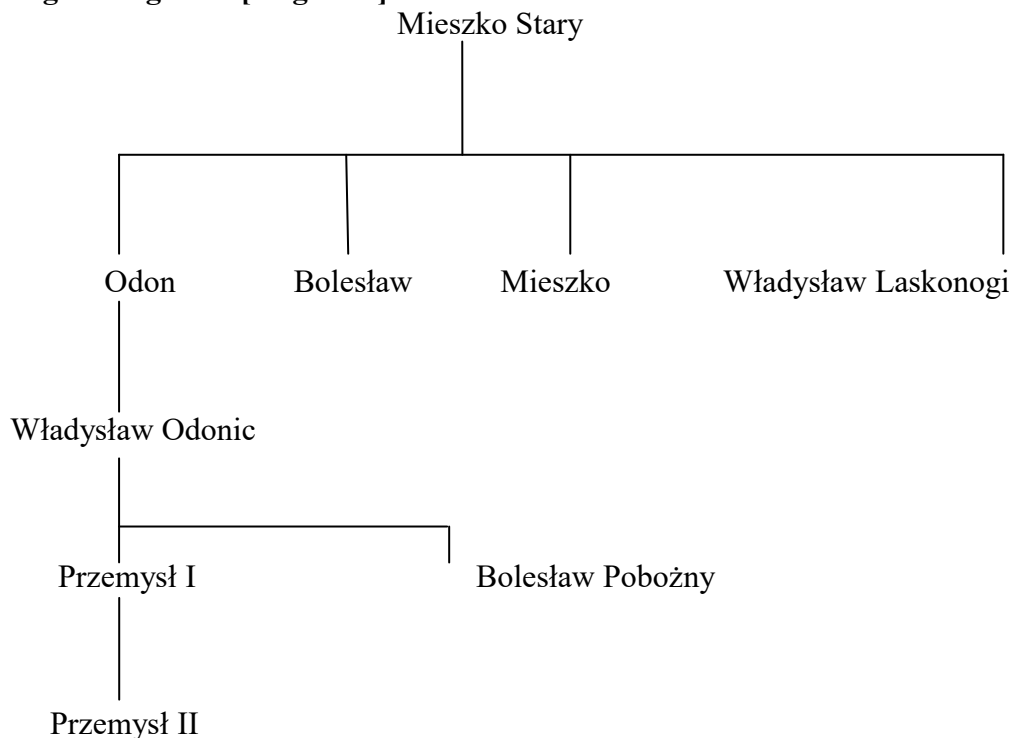 Mieszko Stary
Odon Bolesław Mieszko Władysław Laskonogi
Władysław Odonic
Przemysł I Bolesław Pobożny
Przemysł II